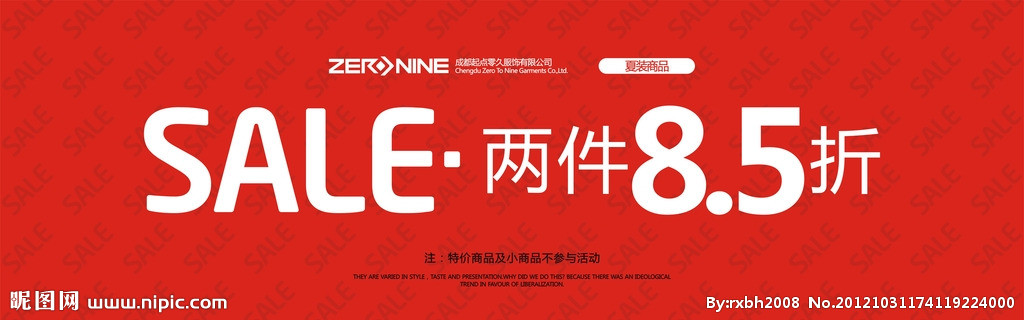 ZERO NINE
成都起点零久服饰有限公司
Chengdu Zero To Nine Garments Co.,Ltd.
夏装商品
SALE·两件8.5折
注：特价商品及小商品不参与活动
THEY ARE VARIED IN STYLE , TASTE AND PRESENTATION.WHY DID WE DO THIS? BECAUSE THERE WAS AN IDEOLOGICAL
TREND IN FAVOUR OF LIBERALIZATION.
昵图网 www.nipic.com
By:rxbh2008 No.20121031174119224000